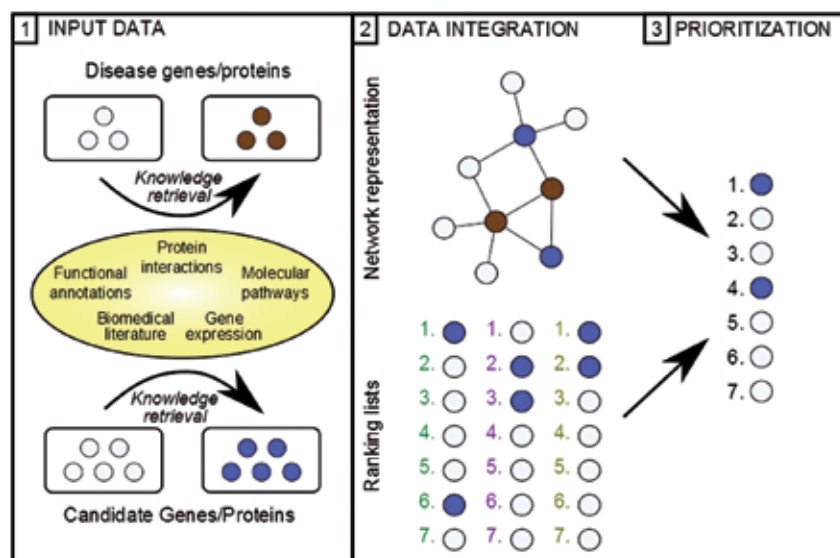 1 INPUT DATA
Disease genes/proteins
Knowledge
retrieval
Protein
interactions
Functional
annotations
Molecular
pathways
Biomedical
literature
Gene
expression
Knowledge
retrieval
Candidate Genes/Proteins
2 DATA INTEGRATION
Network representation
Ranking lists
1. 1. 1.
2. 2. 2.
3. 3. 3.
4. 4. 4.
5. 5. 5.
6. 6. 6.
7. 7. 7.
3 PRIORITIZATION
1.
2.
3.
4.
5.
6.
7.